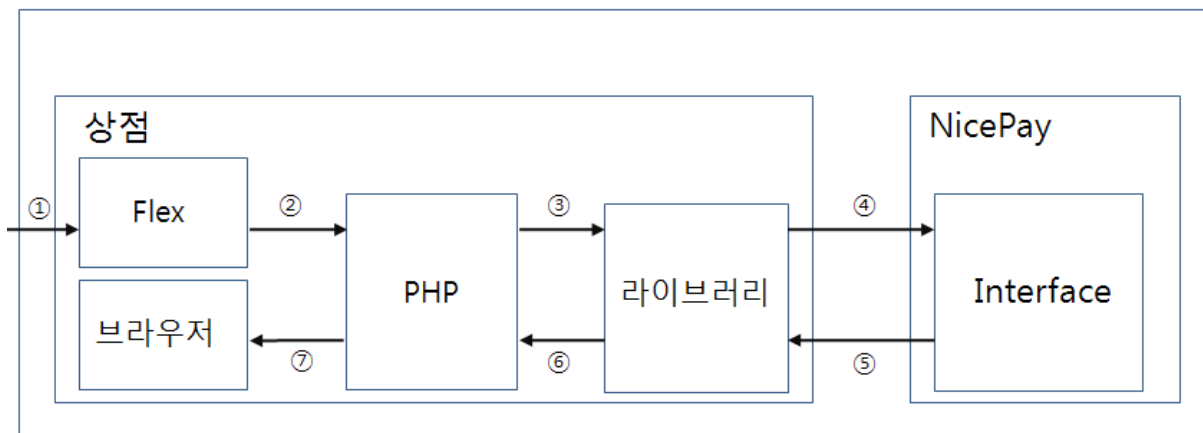 상점
NicePay
①
Flex
②
③
④
PHP
라이브러리
Interface
브라우저
⑦
⑥
⑤